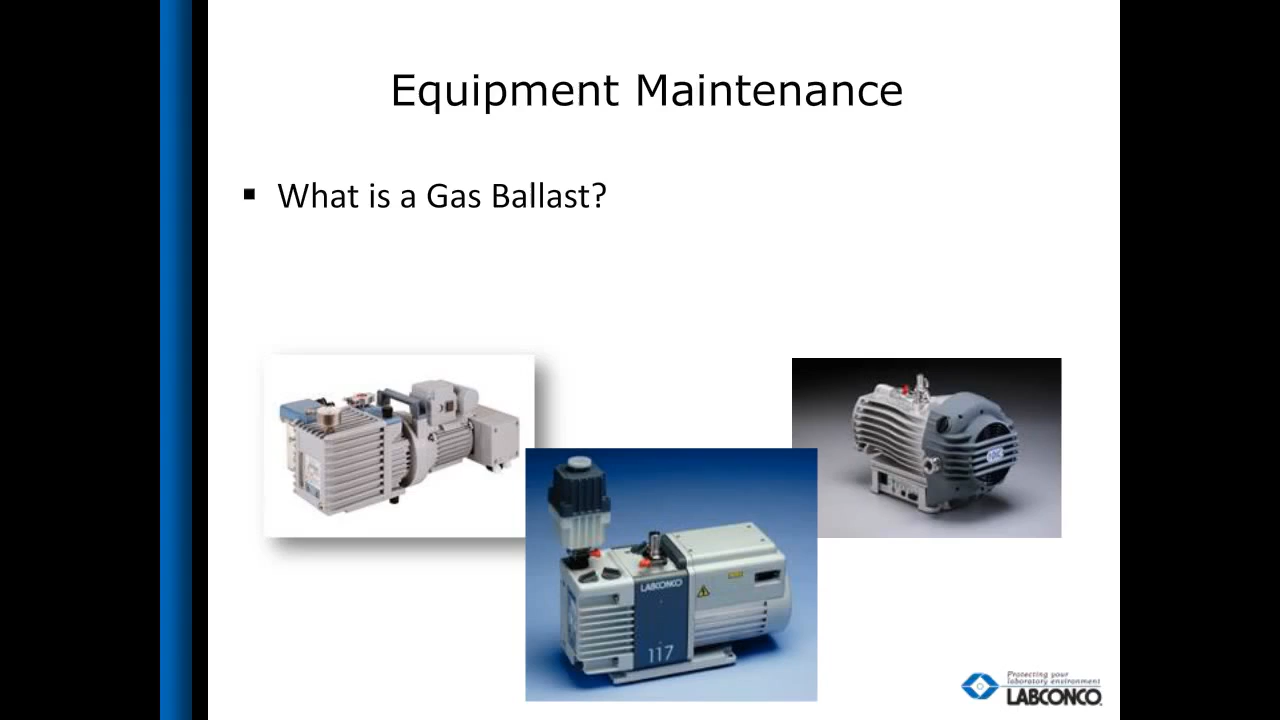 Equipment Maintenance
▪ What is a Gas Ballast?
LABCONCO
117
Protecting your
laboratory environment
LABCONCO